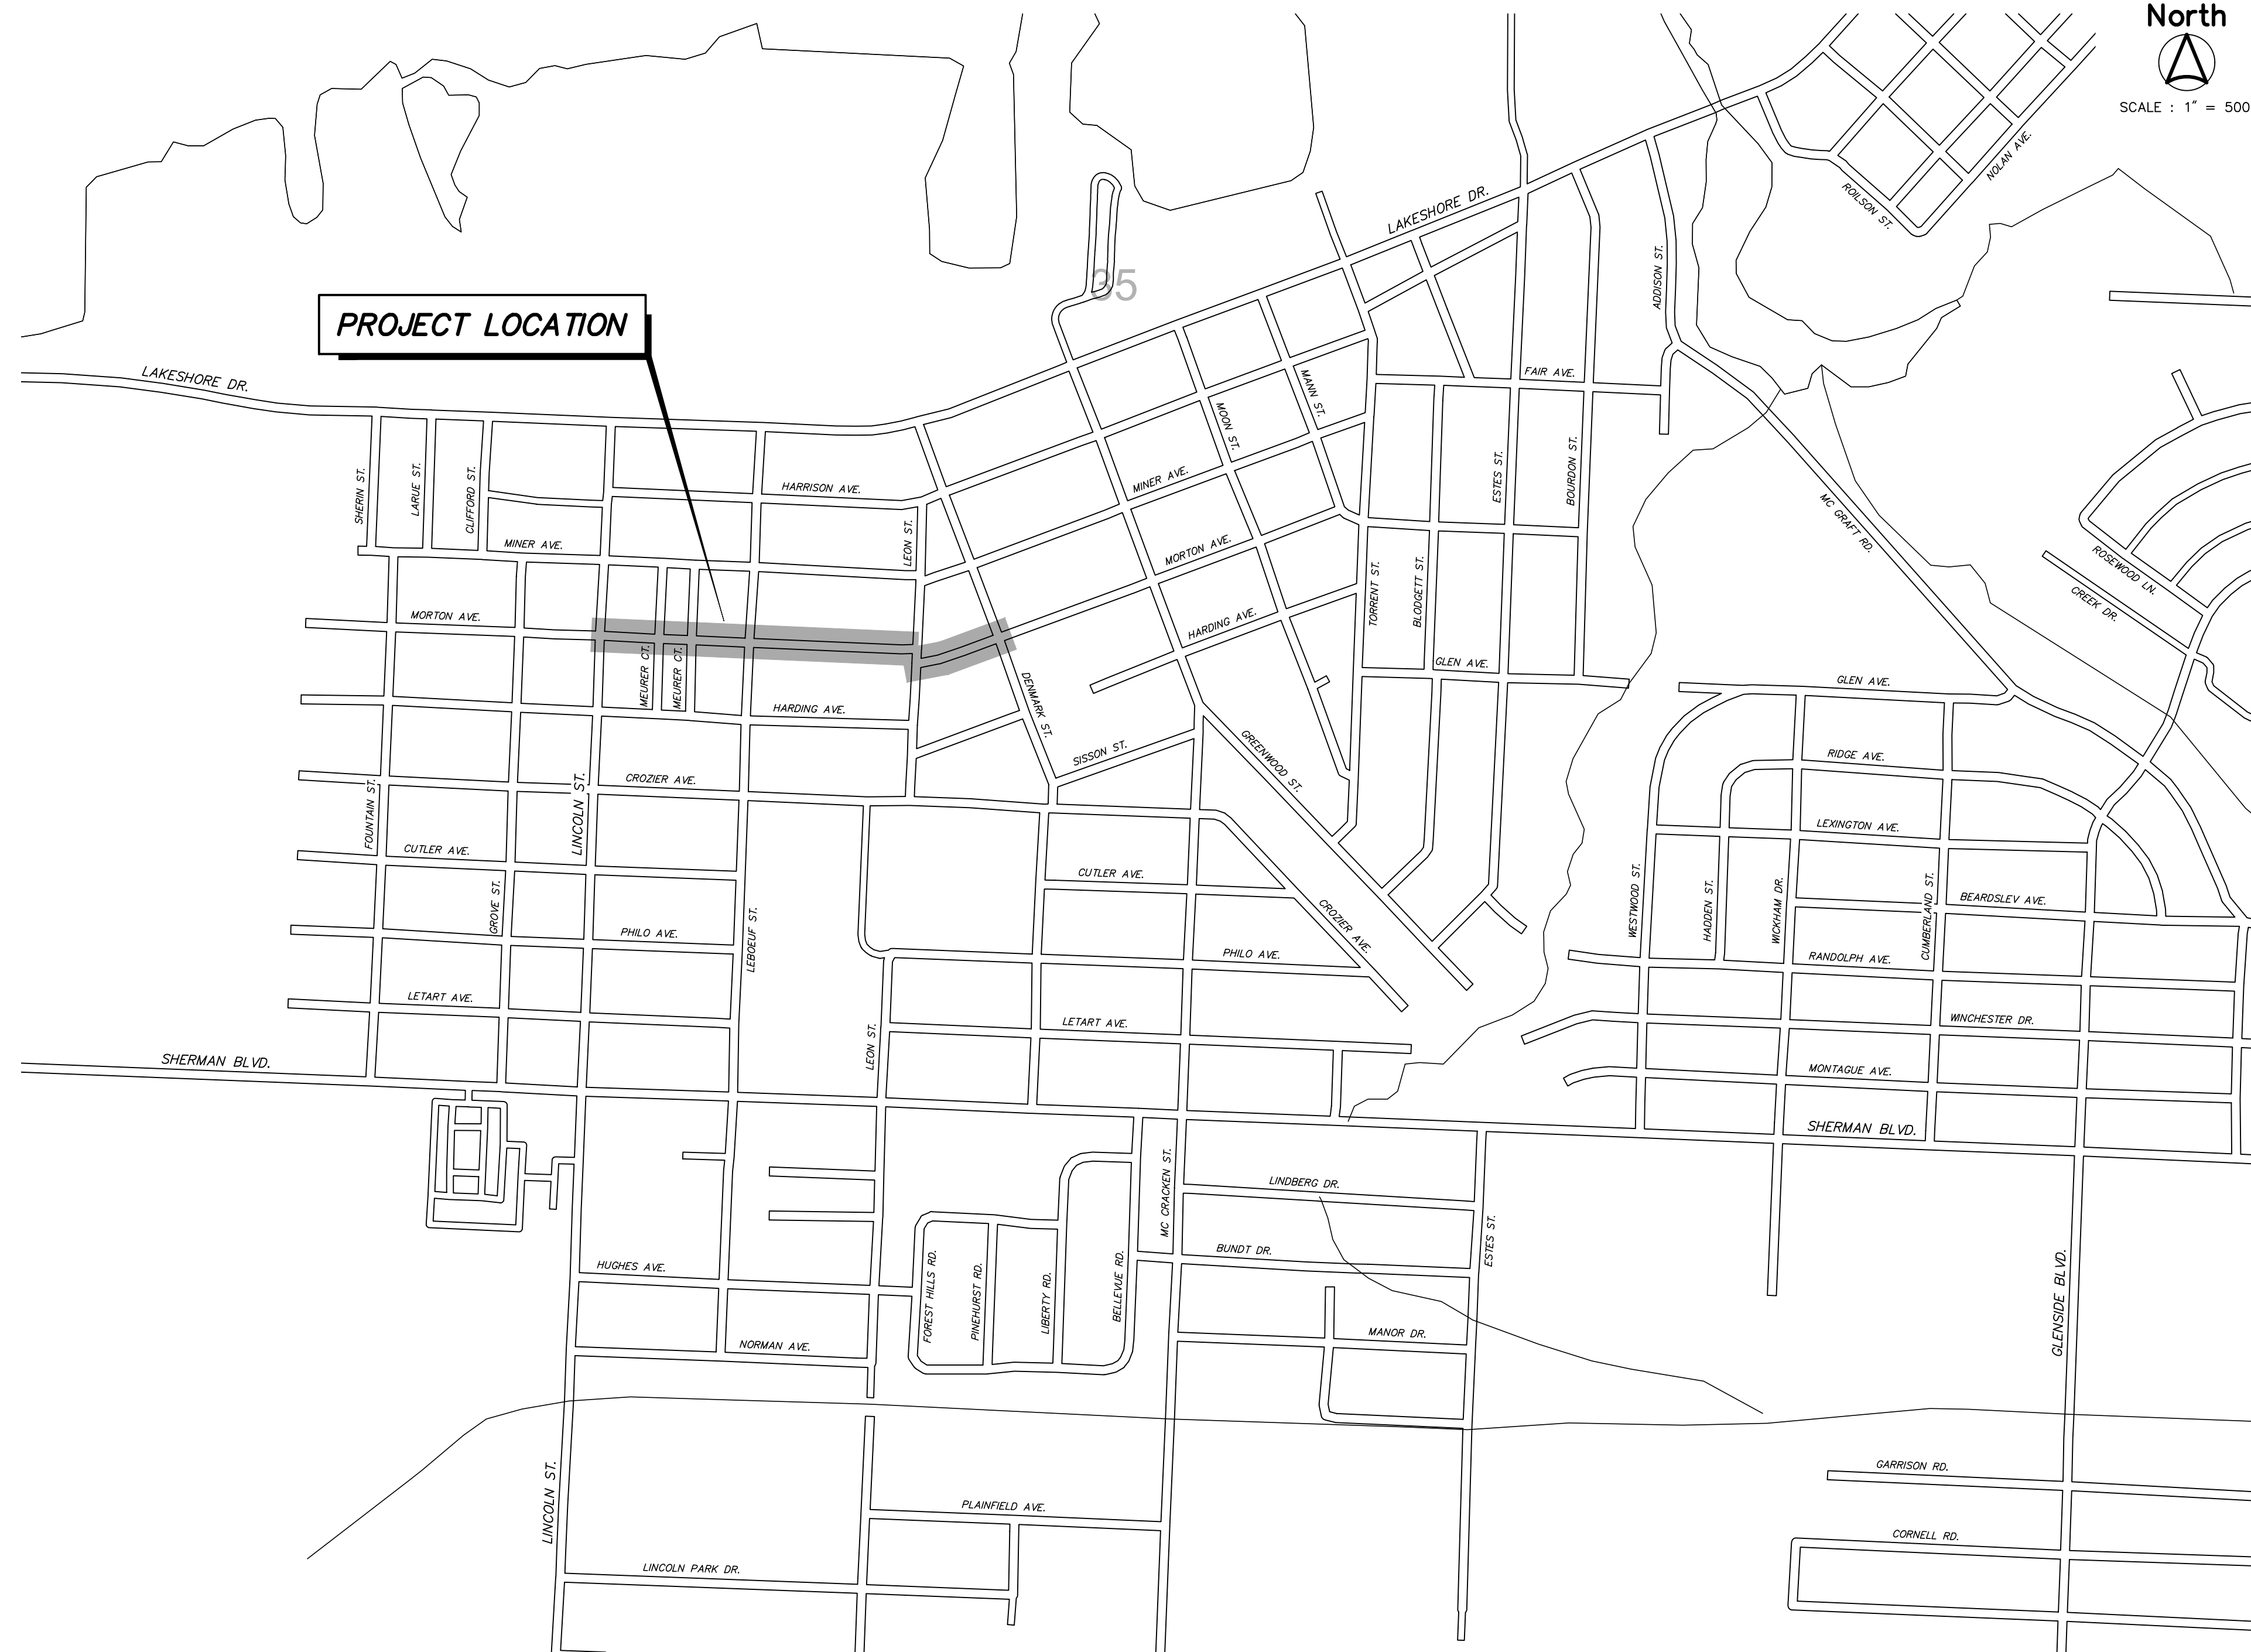 North
SCALE : 1" = 500
NOLAN AVE.
ROILSON ST.
LAKESHORE DR.
ADDISON ST.
35
PROJECT LOCATION
LAKESHORE DR.
FAIR AVE.
MANN ST.
MOON ST.
SHERIN ST.
LARUE ST.
CLIFFORD ST.
HARRISON AVE.
MINER AVE.
ESTES ST.
BOURDON ST.
MC GRAFT RD.
LEON ST.
MINER AVE.
MORTON AVE.
TORRENT ST.
BLODGETT ST.
ROSEWOOD LN.
CREEK DR.
MORTON AVE.
HARDING AVE.
MEURER CT.
MEURER CT.
GLEN AVE.
GLEN AVE.
DENMARK ST.
HARDING AVE.
SISSON ST.
GREENWOOD ST.
RIDGE AVE.
CROZIER AVE.
FOUNTAIN ST.
LINCOLN ST.
LEXINGTON AVE.
CUTLER AVE.
CUTLER AVE.
GROVE ST.
WESTWOOD ST.
HADDEN ST.
WICKHAM DR.
CUMBERLAND ST.
BEARDSLEV AVE.
PHILO AVE.
LEBOEUF ST.
CROZIER AVE.
PHILO AVE.
RANDOLPH AVE.
LETART AVE.
LETART AVE.
WINCHESTER DR.
LEON ST.
SHERMAN BLVD.
MONTAGUE AVE.
SHERMAN BLVD.
MC CRACKEN ST.
LINDBERG DR.
ESTES ST.
BUNDT DR.
HUGHES AVE.
FOREST HILLS RD.
PINEHURST RD.
LIBERTY RD.
BELLEVUE RD.
GLENSIDE BLVD.
MANOR DR.
NORMAN AVE.
GARRISON RD.
LINCOLN ST.
PLAINFIELD AVE.
CORNELL RD.
LINCOLN PARK DR.